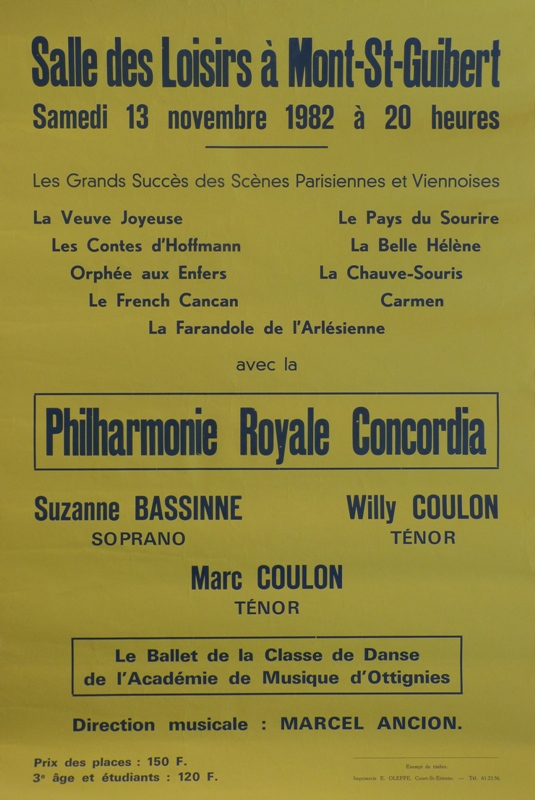 Salle des Loisirs à Mont-St-Guibert
Samedi 13 novembre 1982 à 20 heures
Les Grands Succès des Scènes Parisiennes et Viennoises
La Veuve Joyeuse Le Pays du Sourire
Les Contes d'Hoffmann La Belle Hélène
Orphée aux Enfers La Chauve-Souris
Le French Cancan Carmen
La Farandole de l'Arlésienne
avec la
Philharmonie Royale Concordia
Suzanne BASSINNE Willy COULON
SOPRANO TÉNOR
Marc COULON
TÉNOR
Le Ballet de la Classe de Danse
de l'Académie de Musique d'Ottignies
Direction musicale : MARCEL ANCION.
Prix des places : 150 F.
3e âge et étudiants : 120 F.
Exempt de timbre.
Imprimerie E. OLEFFE, Court-St-Etienne. — Tél. 61.23.56.